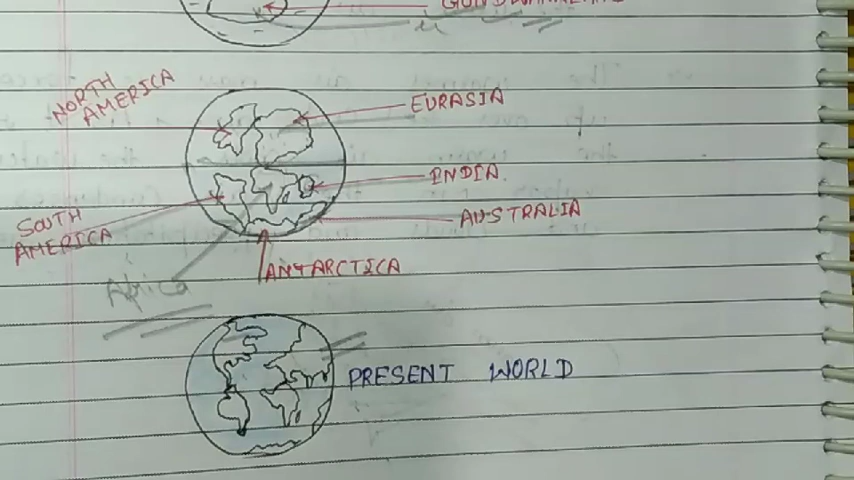 NORTH
AMERICA
EURASIA
INDIA
AUSTRALIA
SOUTH
AMERICA
ANTARCTICA
Africa
PRESENT WORLD